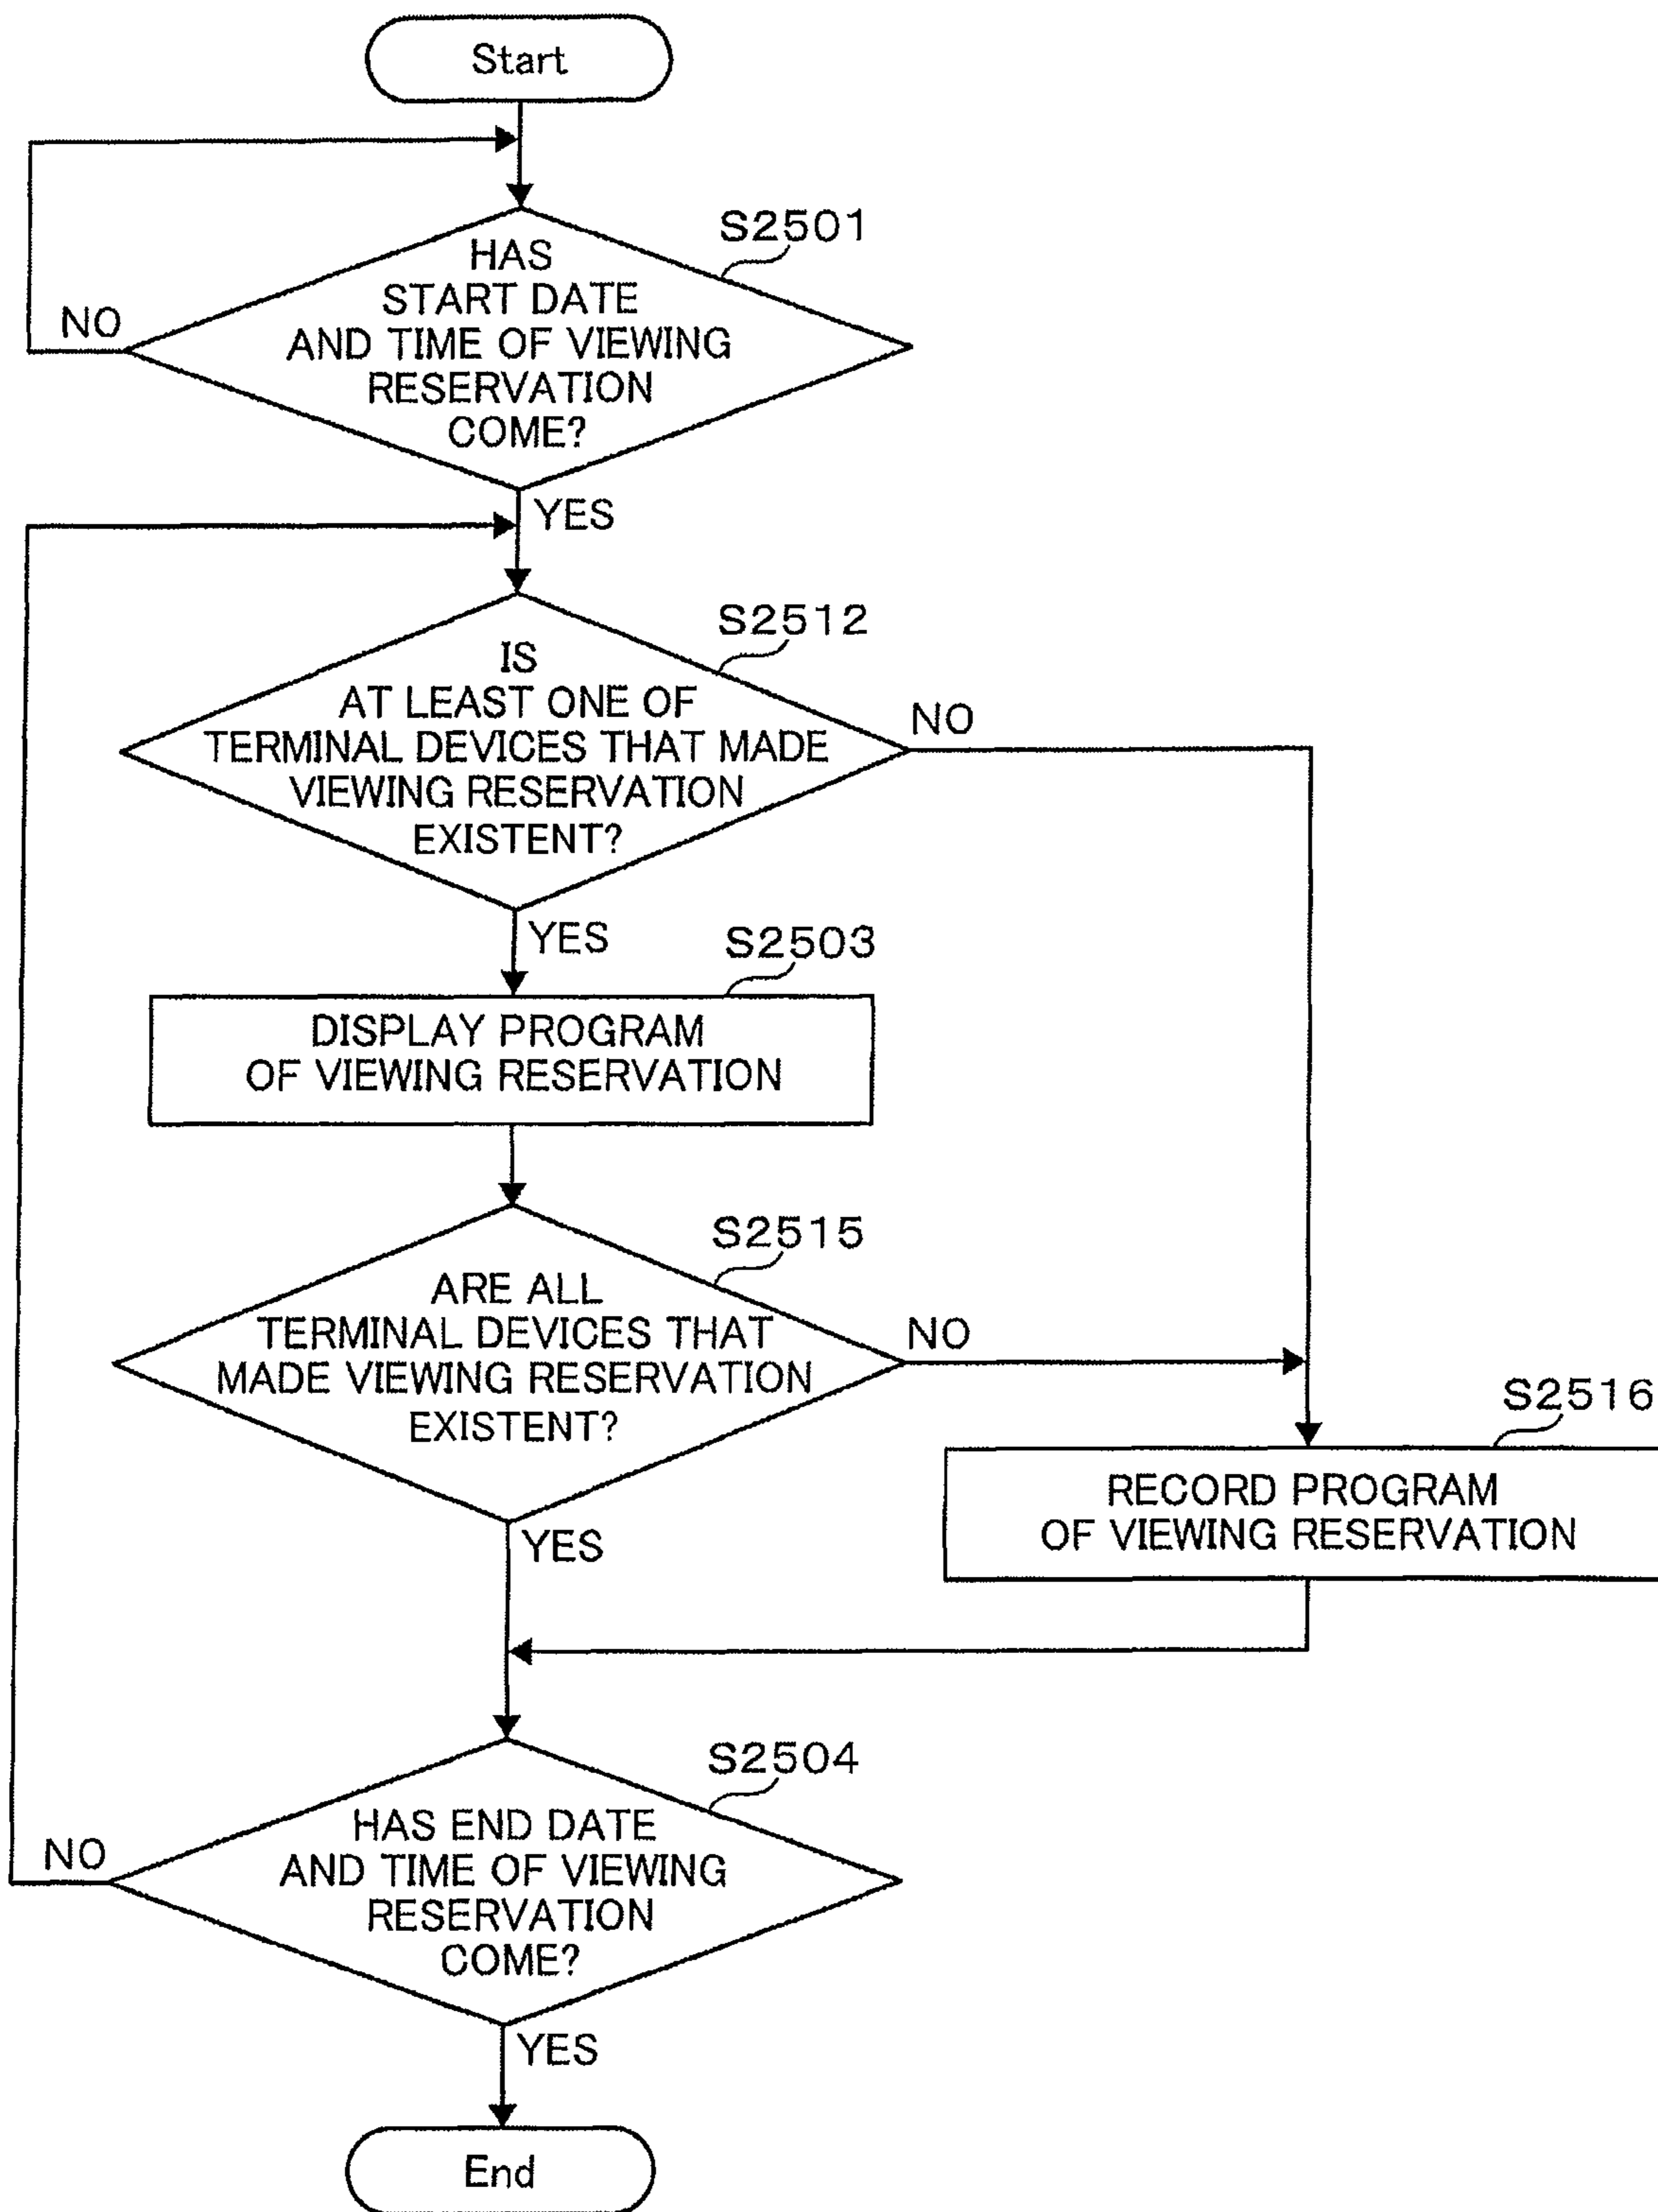 Start
S2501
HAS
START DATE
AND TIME OF VIEWING
RESERVATION
COME?
NO
YES
S2512
IS
AT LEAST ONE OF
TERMINAL DEVICES THAT MADE
VIEWING RESERVATION
EXISTENT?
NO
YES
S2503
DISPLAY PROGRAM
OF VIEWING RESERVATION
S2515
ARE ALL
TERMINAL DEVICES THAT
MADE VIEWING RESERVATION
EXISTENT?
NO
YES
S2516
RECORD PROGRAM
OF VIEWING RESERVATION
S2504
HAS END DATE
AND TIME OF VIEWING
RESERVATION
COME?
NO
YES
End